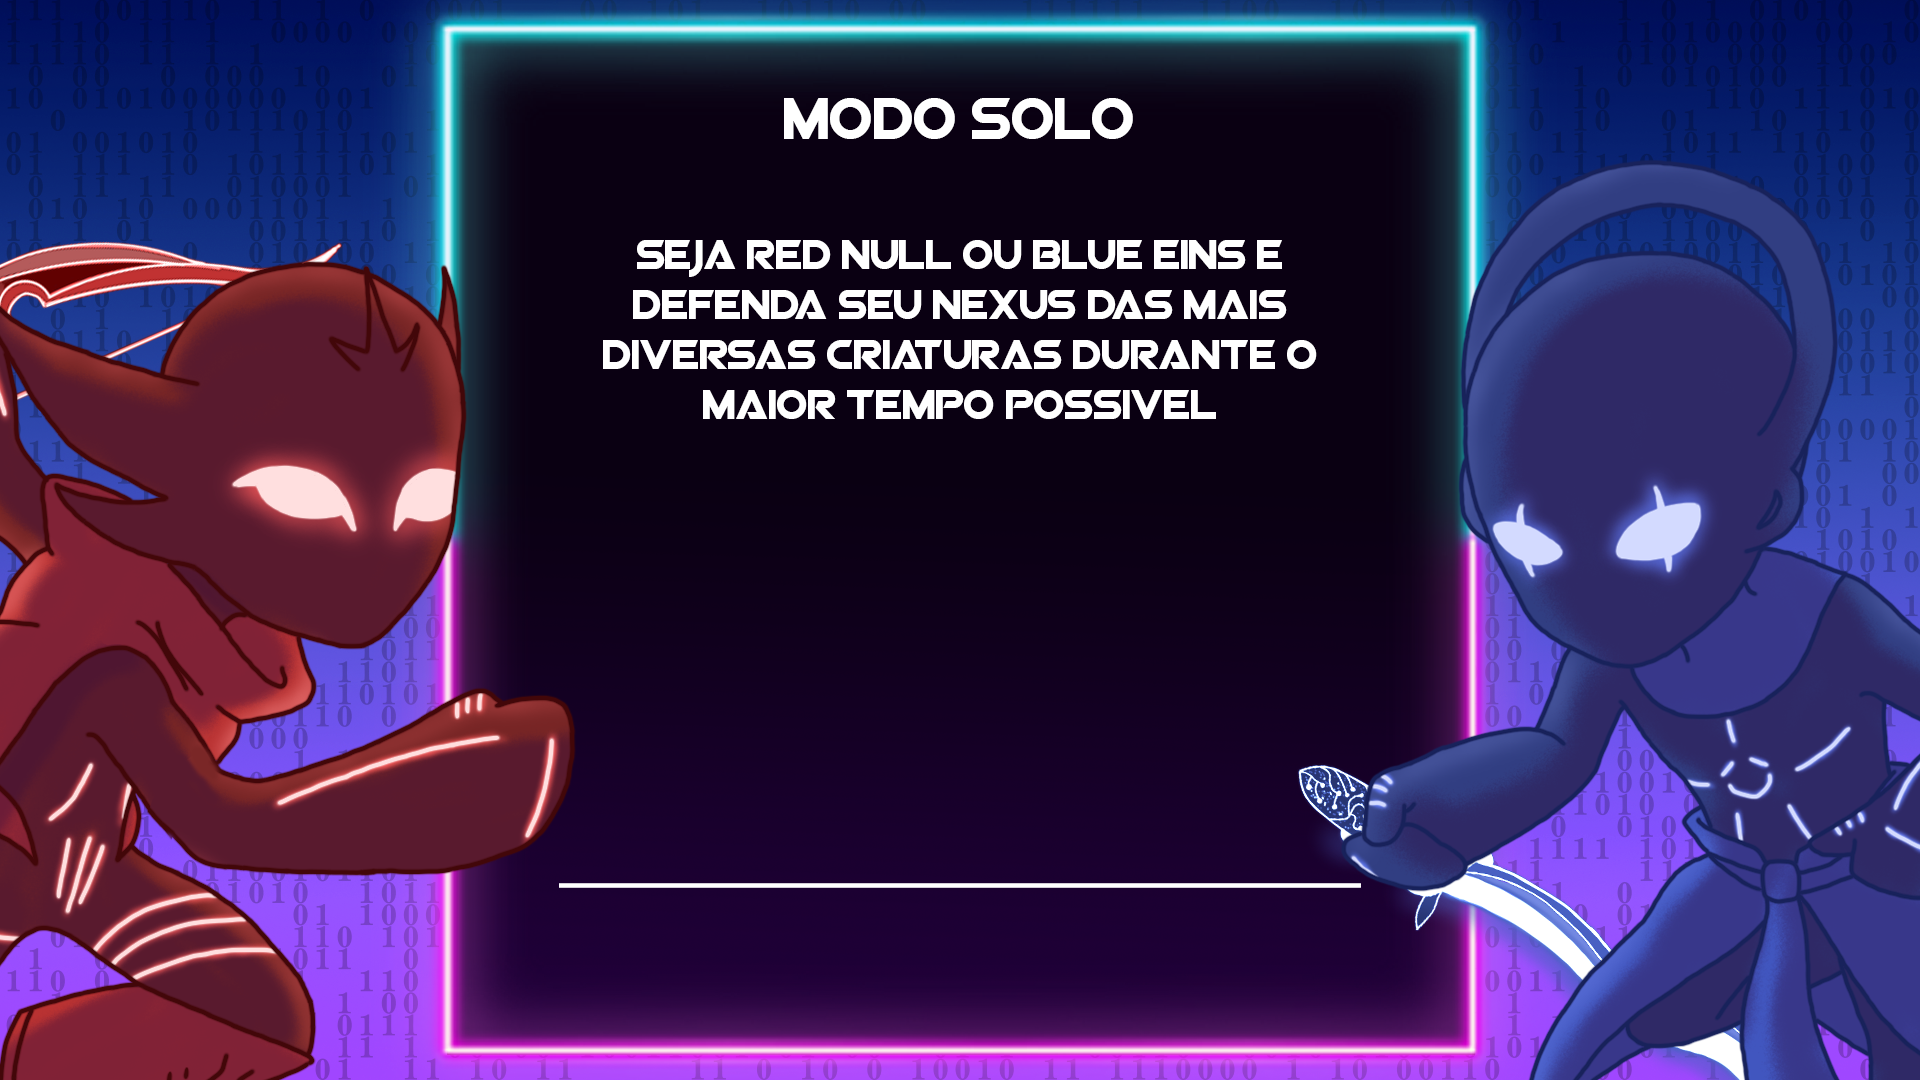 MODO SOLO
SEJA RED NULL OU BLUE EINS E
DEFENDA SEU NEXUS DAS MAIS
DIVERSAS CRIATURAS DURANTE O
MAIOR TEMPO POSSIVEL